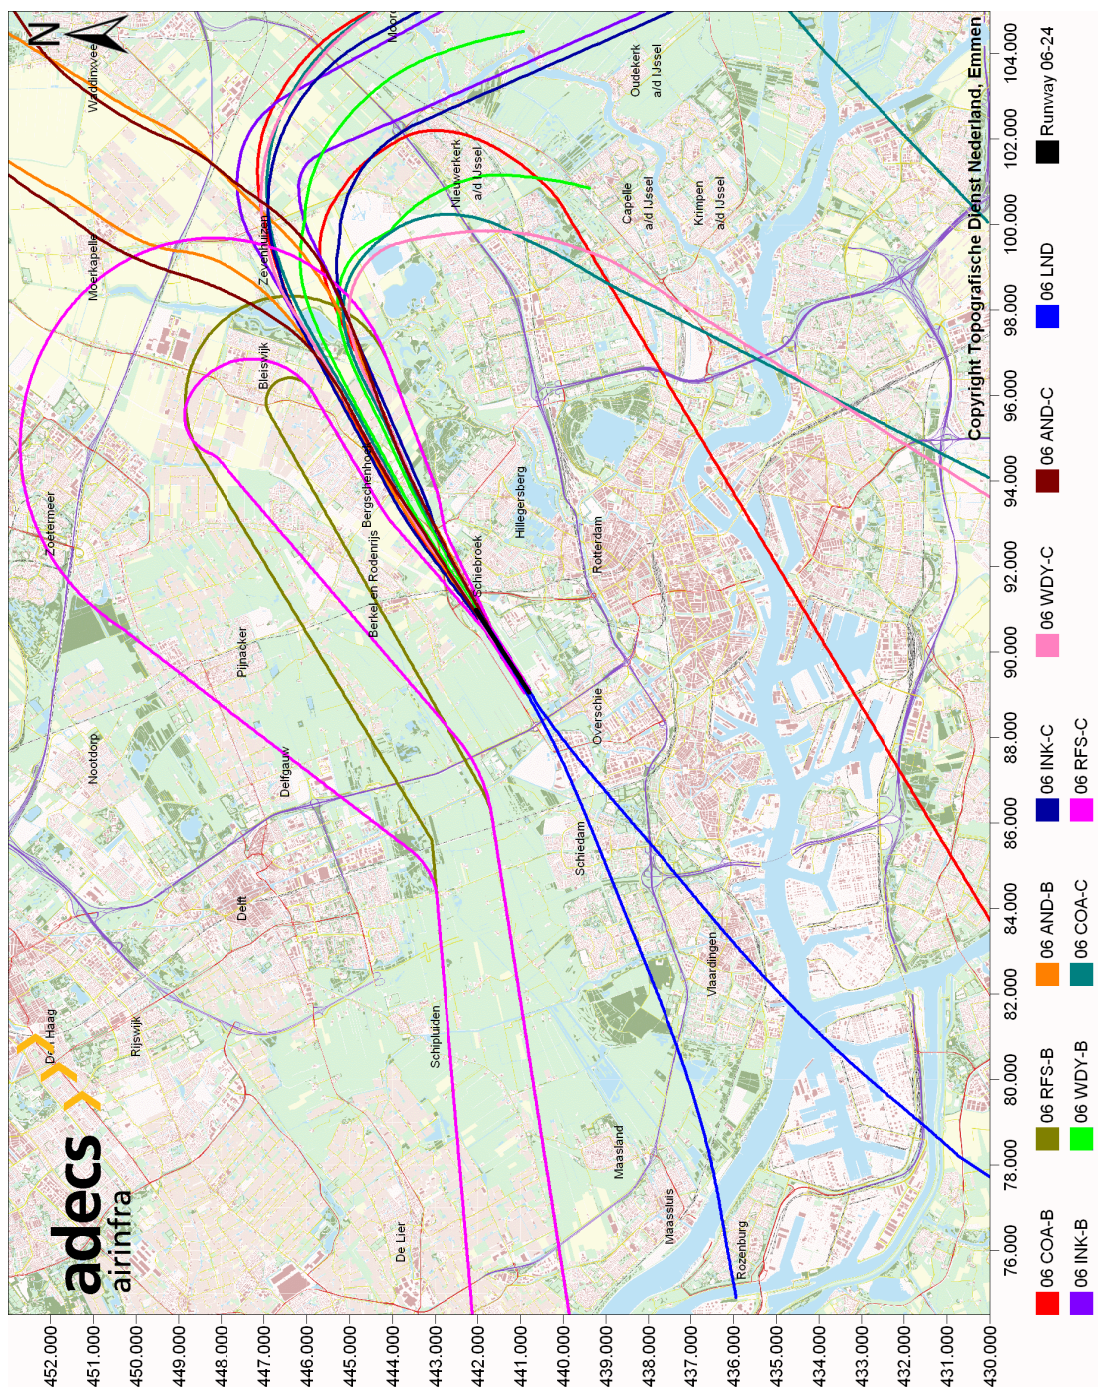 adecs
airinfra
N
Den Haag
Zoetermeer
Rijswijk
Nootdorp
Moerkapelle
Waddinxvee
Delft
Delfgauw
Pijnacker
Bleiswijk
Zevenhuizen
De Lier
Schipluiden
Berkel en Rodenrijs
Bergschenhoek
Noor
Schiebroek
Nieuwerkerk
a/d IJssel
Hillegersberg
Maasland
Schiedam
Overschie
Rotterdam
Capelle
a/d IJssel
Oudekerk
a/d IJssel
Maassluis
Vlaardingen
Krimpen
a/d IJssel
Rozenburg
Copyright Topografische Dienst Nederland, Emmen
452.000
451.000
450.000
449.000
448.000
447.000
446.000
445.000
444.000
443.000
442.000
441.000
440.000
439.000
438.000
437.000
436.000
435.000
434.000
433.000
432.000
431.000
430.000
76.000 78.000 80.000 82.000 84.000 86.000 88.000 90.000 92.000 94.000 96.000 98.000 100.000 102.000 104.000
06 COA-B 06 RFS-B 06 AND-B 06 INK-C 06 WDY-C 06 AND-C 06 LND Runway 06-24
06 INK-B 06 WDY-B 06 COA-C 06 RFS-C